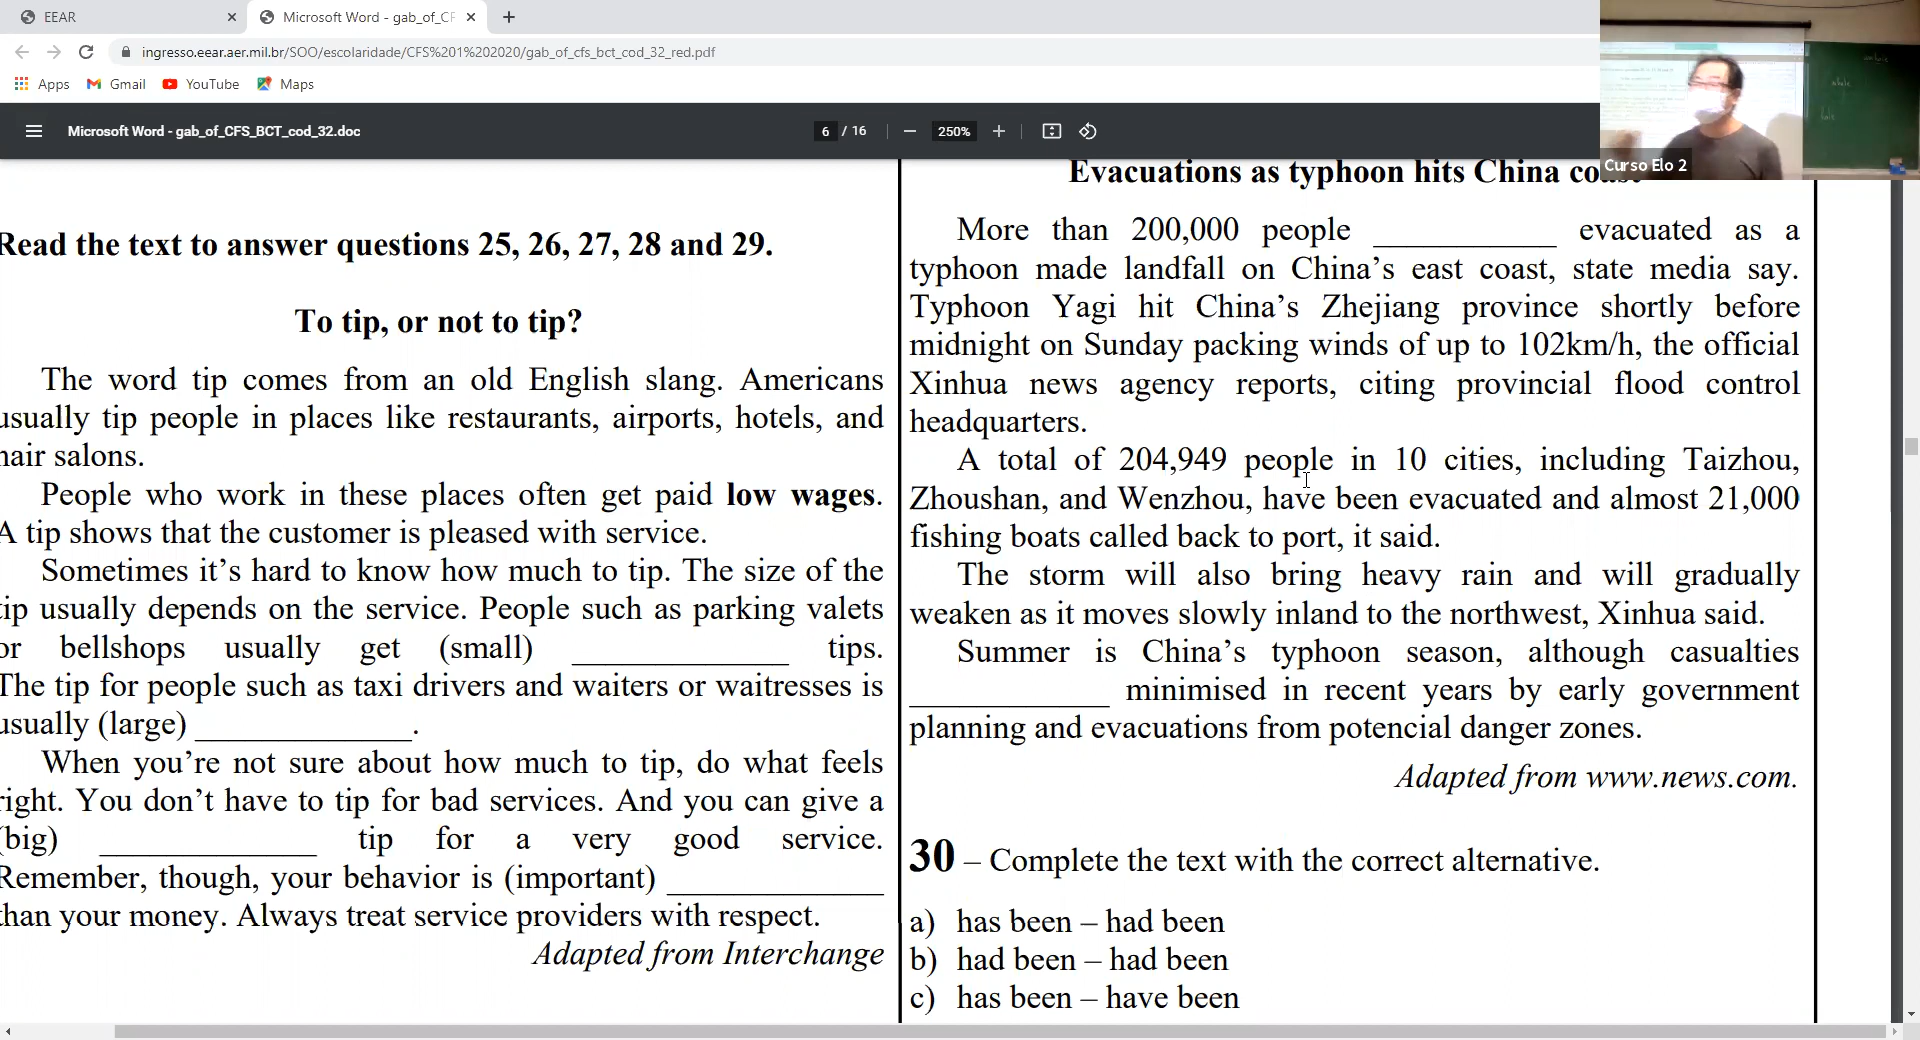 EEAR
Microsoft Word - gab_of_CF
ingresso.eear.aer.mil.br/SOO/escolaridade/CFS%201%202020/gab_of_cfs_bct_cod_32_red.pdf
Apps Gmail YouTube Maps
Microsoft Word - gab_of_CFS_BCT_cod_32.doc
6 / 16
250%
Curso Elo 2
Read the text to answer questions 25, 26, 27, 28 and 29.
To tip, or not to tip?
The word tip comes from an old English slang. Americans
usually tip people in places like restaurants, airports, hotels, and
hair salons.
People who work in these places often get paid low wages.
A tip shows that the customer is pleased with service.
Sometimes it’s hard to know how much to tip. The size of the
tip usually depends on the service. People such as parking valets
or bellshops usually get (small) _____________ tips.
The tip for people such as taxi drivers and waiters or waitresses is
usually (large) _____________.
When you’re not sure about how much to tip, do what feels
right. You don’t have to tip for bad services. And you can give a
(big) _____________ tip for a very good service.
Remember, though, your behavior is (important) _____________
than your money. Always treat service providers with respect.
Adapted from Interchange
Evacuations as typhoon hits China coast
More than 200,000 people ___________ evacuated as a
typhoon made landfall on China’s east coast, state media say.
Typhoon Yagi hit China’s Zhejiang province shortly before
midnight on Sunday packing winds of up to 102km/h, the official
Xinhua news agency reports, citing provincial flood control
headquarters.
A total of 204,949 people in 10 cities, including Taizhou,
Zhoushan, and Wenzhou, have been evacuated and almost 21,000
fishing boats called back to port, it said.
The storm will also bring heavy rain and will gradually
weaken as it moves slowly inland to the northwest, Xinhua said.
Summer is China’s typhoon season, although casualties
____________ minimised in recent years by early government
planning and evacuations from potencial danger zones.
Adapted from www.news.com.
30 – Complete the text with the correct alternative.
a) has been – had been
b) had been – had been
c) has been – have been